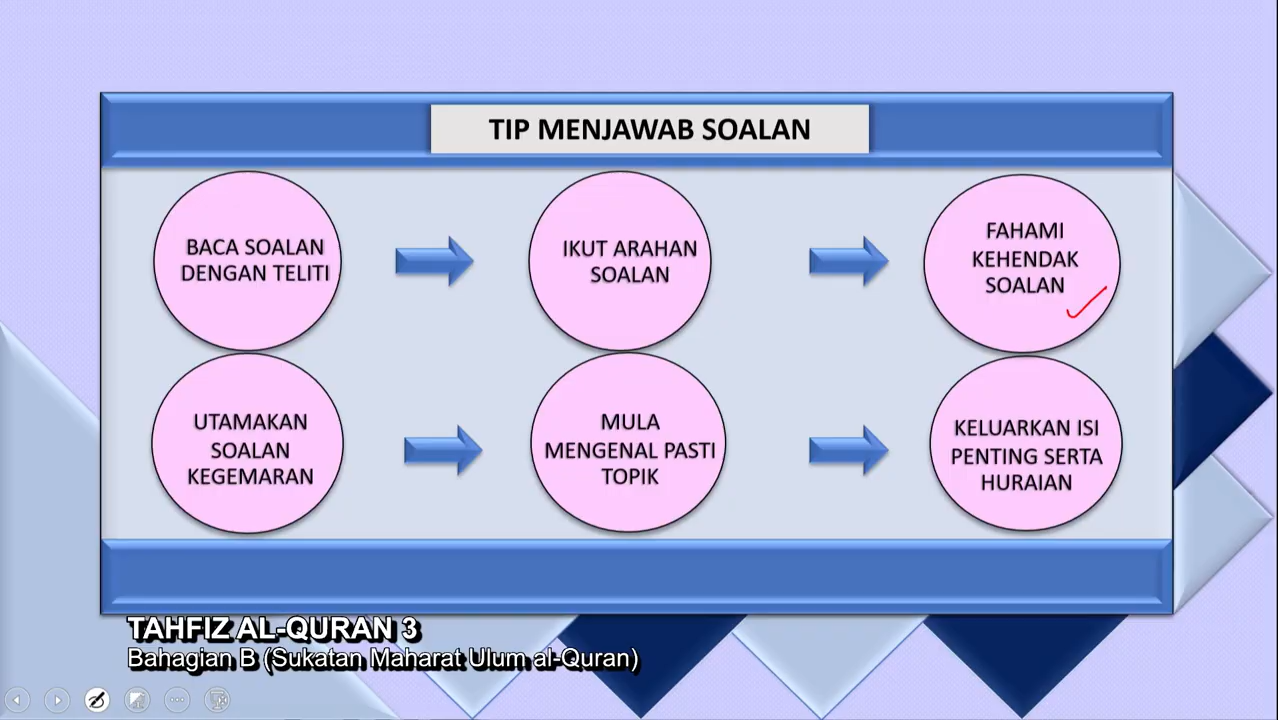 TIP MENJAWAB SOALAN
BACA SOALAN
DENGAN TELITI
IKUT ARAHAN
SOALAN
FAHAMI
KEHENDAK
SOALAN
UTAMAKAN
SOALAN
KEGEMARAN
MULA
MENGENAL PASTI
TOPIK
KELUARKAN ISI
PENTING SERTA
HURAIAN
TAHFIZ AL-QURAN 3
Bahagian B (Sukatan Maharat Ulum al-Quran)